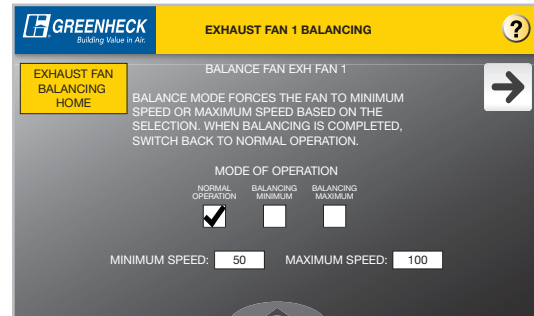 GREENHECK
Building Value in Air.
EXHAUST FAN 1 BALANCING
?
EXHAUST FAN
BALANCING
HOME
BALANCE FAN EXH FAN 1
BALANCE MODE FORCES THE FAN TO MINIMUM
SPEED OR MAXIMUM SPEED BASED ON THE
SELECTION. WHEN BALANCING IS COMPLETED,
SWITCH BACK TO NORMAL OPERATION.
MODE OF OPERATION
NORMAL OPERATION
BALANCING MINIMUM
BALANCING MAXIMUM
MINIMUM SPEED: 50 MAXIMUM SPEED: 100